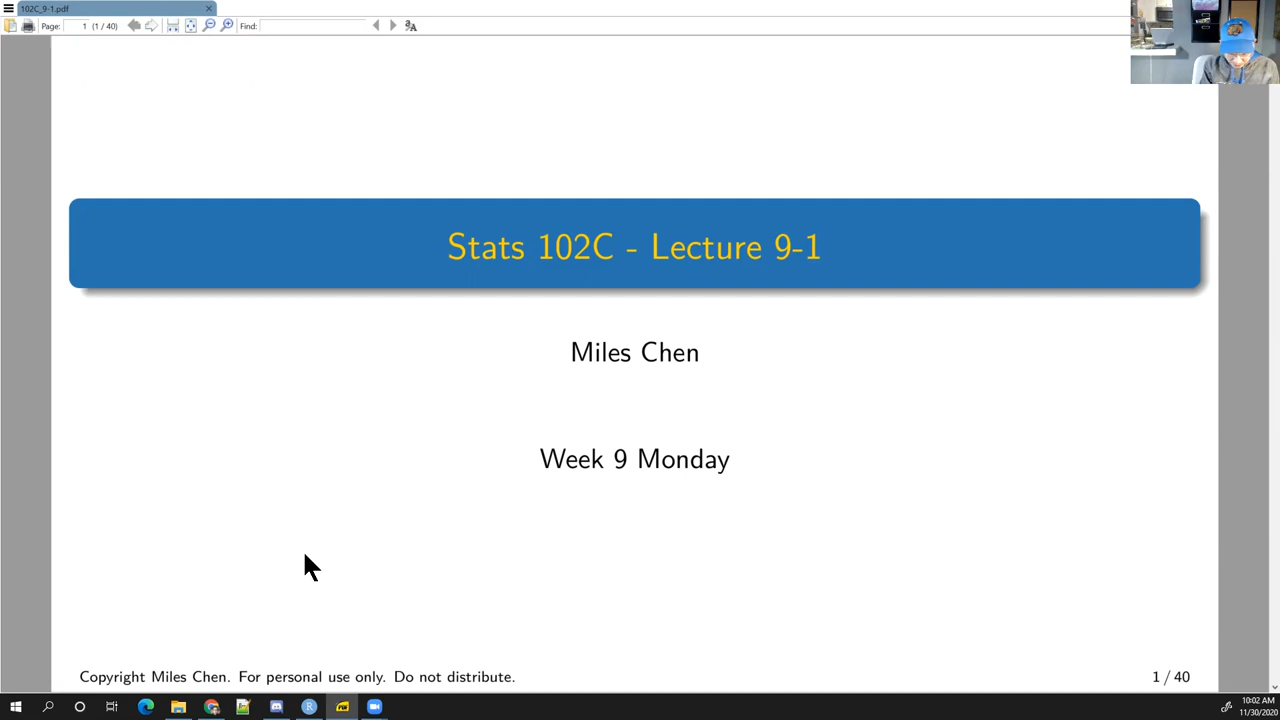 102C_9-1.pdf
Page: 1 (1 / 40) Find:
Stats 102C - Lecture 9-1
Miles Chen
Week 9 Monday
Copyright Miles Chen. For personal use only. Do not distribute. 1 / 40
10:02 AM
11/30/2020